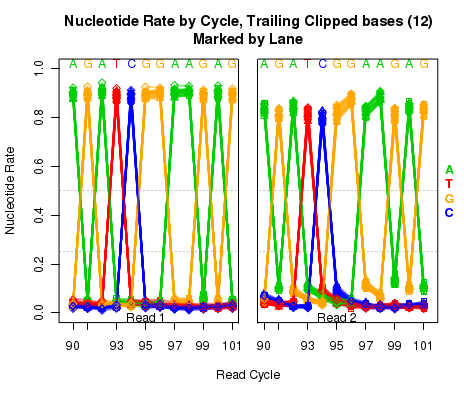 Nucleotide Rate by Cycle, Trailing Clipped bases (12)
Marked by Lane
A G A T C G G A A G A G
A G A T C G G A A G A G
1.0
0.8
0.6
0.4
0.2
0.0
Nucleotide Rate
A
T
G
C
Read 1
Read 2
90 93 95 97 99 101
90 93 95 97 99 101
Read Cycle